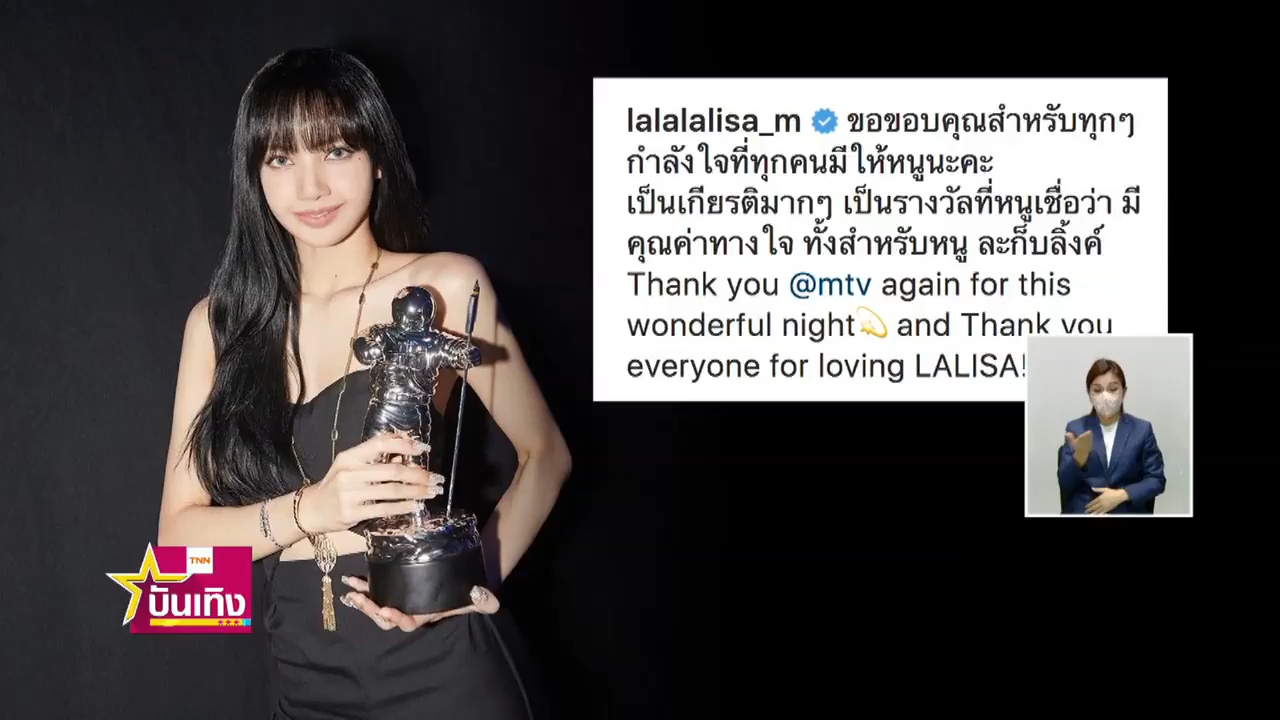 lalalalisa_m ขอขอบคุณสำหรับทุกๆ
กำลังใจที่ทุกคนมีให้หนูนะคะ
เป็นเกียรติมากๆ เป็นรางวัลที่หนูเชื่อว่า มี
คุณค่าทางใจ ทั้งสำหรับหนู ละก็บลิ้งค์
Thank you @mtv again for this
wonderful night💫 and Thank you
everyone for loving LALISA!
TNN
บันเทิง